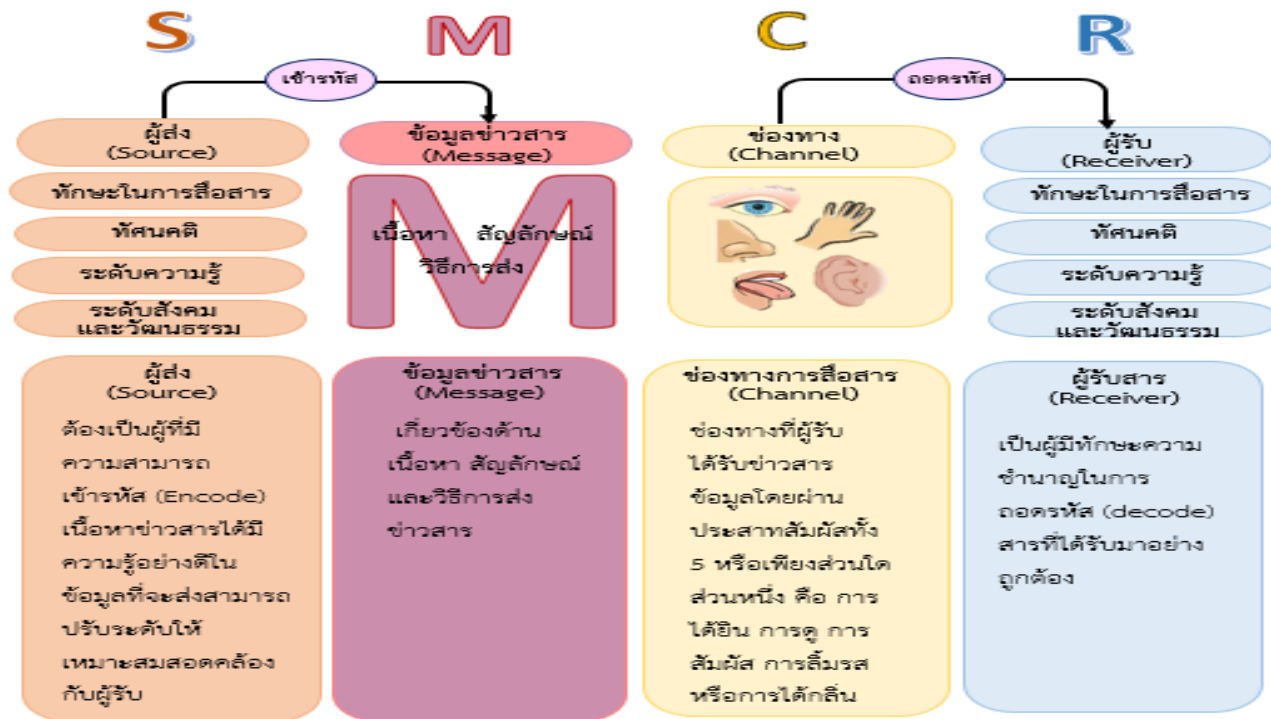 S M C R
เข้ารหัส
ถอดรหัส
ผู้ส่ง
(Source)
ทักษะในการสื่อสาร
ทัศนคติ
ระดับความรู้
ระดับสังคม
และวัฒนธรรม
ข้อมูลข่าวสาร
(Message)
M
เนื้อหา สัญลักษณ์
วิธีการส่ง
ช่องทาง
(Channel)
ผู้รับ
(Receiver)
ทักษะในการสื่อสาร
ทัศนคติ
ระดับความรู้
ระดับสังคม
และวัฒนธรรม
ผู้ส่ง
(Source)
ต้องเป็นผู้ที่มี
ความสามารถ
เข้ารหัส (Encode)
เนื้อหาข่าวสารได้มี
ความรู้อย่างดีใน
ข้อมูลที่จะส่งสามารถ
ปรับระดับให้
เหมาะสมสอดคล้อง
กับผู้รับ
ข้อมูลข่าวสาร
(Message)
เกี่ยวข้องด้าน
เนื้อหา สัญลักษณ์
และวิธีการส่ง
ข่าวสาร
ช่องทางการสื่อสาร
(Channel)
ช่องทางที่ผู้รับ
ได้รับข่าวสาร
ข้อมูลโดยผ่าน
ประสาทสัมผัสทั้ง
5 หรือเพียงส่วนใด
ส่วนหนึ่ง คือ การ
ได้ยิน การดู การ
สัมผัส การลิ้มรส
หรือการได้กลิ่น
ผู้รับสาร
(Receiver)
เป็นผู้มีทักษะความ
ชำนาญในการ
ถอดรหัส (decode)
สารที่ได้รับมาอย่าง
ถูกต้อง